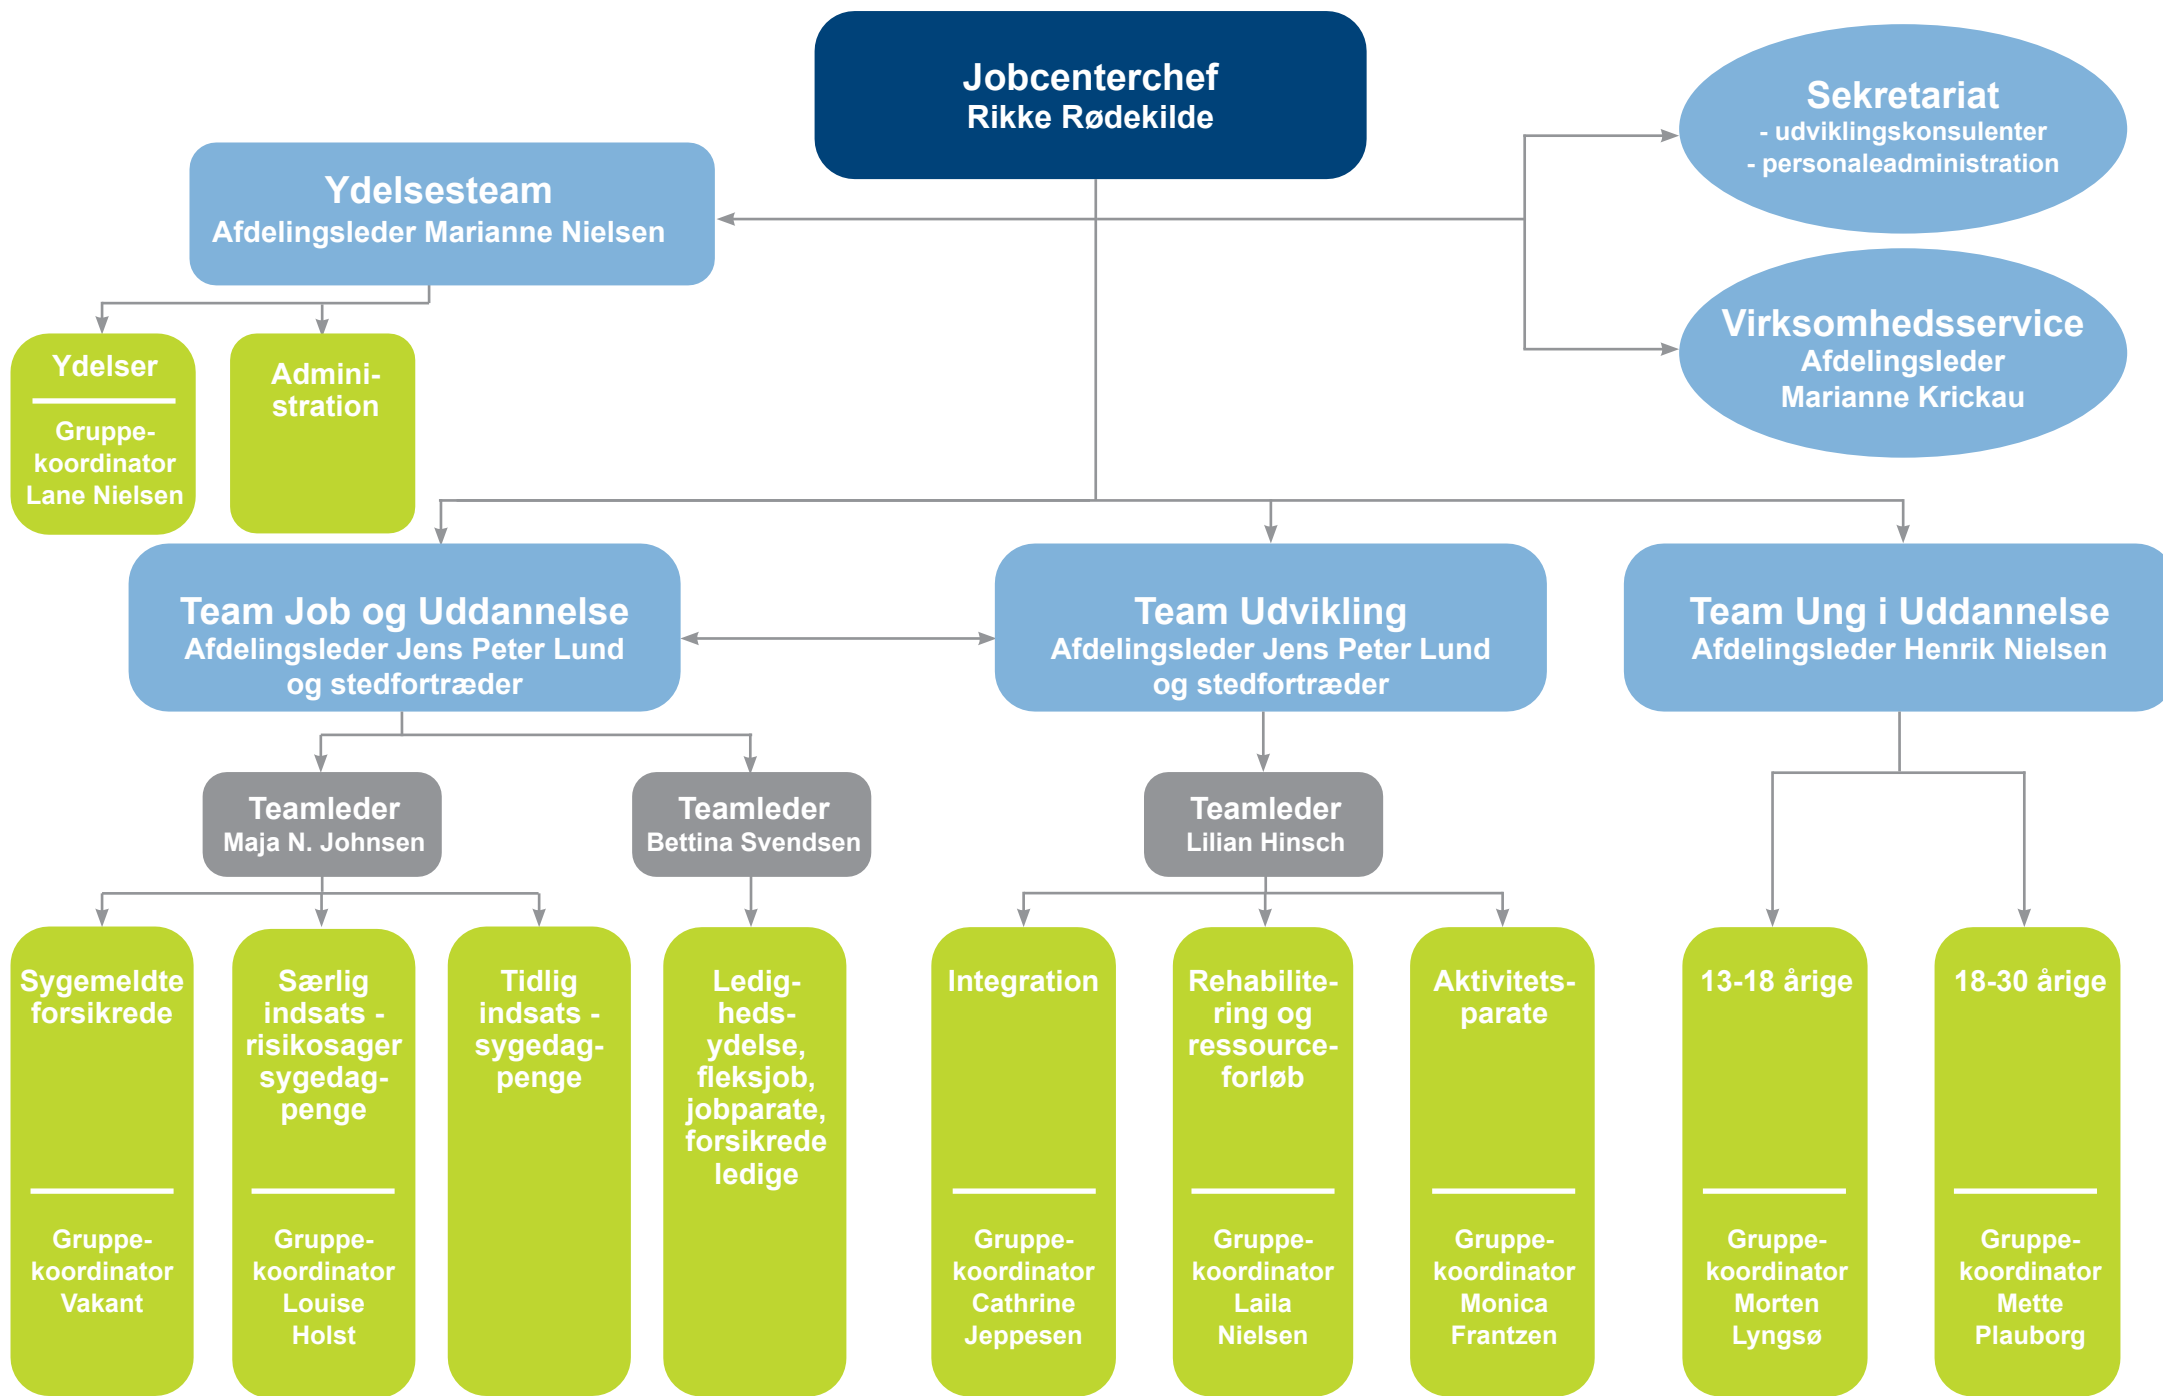 Jobcenterchef
Rikke Rødekilde
Sekretariat
- udviklingskonsulenter
- personaleadministration
Ydelsesteam
Afdelingsleder Marianne Nielsen
Virksomhedsservice
Afdelingsleder
Marianne Krickau
Ydelser
Gruppe-
koordinator
Lane Nielsen
Admini-
stration
Team Job og Uddannelse
Afdelingsleder Jens Peter Lund
og stedfortræder
Team Udvikling
Afdelingsleder Jens Peter Lund
og stedfortræder
Team Ung i Uddannelse
Afdelingsleder Henrik Nielsen
Teamleder
Maja N. Johnsen
Teamleder
Bettina Svendsen
Teamleder
Lilian Hinsch
Sygemeldte
forsikrede
Gruppe-
koordinator
Vakant
Særlig
indsats -
risikosager
sygedag-
penge
Gruppe-
koordinator
Louise
Holst
Tidlig
indsats -
sygedag-
penge
Ledig-
heds-
ydelse,
fleksjob,
jobparate,
forsikrede
ledige
Integration
Gruppe-
koordinator
Cathrine
Jeppesen
Rehabilite-
ring og
ressource-
forløb
Gruppe-
koordinator
Laila
Nielsen
Aktivitets-
parate
Gruppe-
koordinator
Monica
Frantzen
13-18 årige
Gruppe-
koordinator
Morten
Lyngsø
18-30 årige
Gruppe-
koordinator
Mette
Plauborg